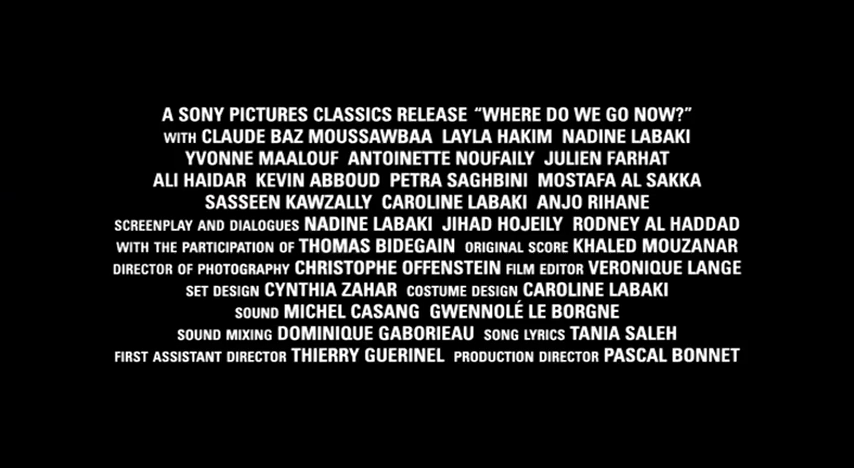 A SONY PICTURES CLASSICS RELEASE “WHERE DO WE GO NOW?”
WITH CLAUDE BAZ MOUSSAWBAA LAYLA HAKIM NADINE LABAKI
YVONNE MAALOUF ANTOINETTE NOUFAILY JULIEN FARHAT
ALI HAIDAR KEVIN ABBOUD PETRA SAGHBINI MOSTAFA AL SAKKA
SASSEEN KAWZALLY CAROLINE LABAKI ANJO RIHANE
SCREENPLAY AND DIALOGUES NADINE LABAKI JIHAD HOJEILY RODNEY AL HADDAD
WITH THE PARTICIPATION OF THOMAS BIDEGAIN ORIGINAL SCORE KHALED MOUZANAR
DIRECTOR OF PHOTOGRAPHY CHRISTOPHE OFFENSTEIN FILM EDITOR VERONIQUE LANGE
SET DESIGN CYNTHIA ZAHAR COSTUME DESIGN CAROLINE LABAKI
SOUND MICHEL CASANG GWENNOLÉ LE BORGNE
SOUND MIXING DOMINIQUE GABORIEAU SONG LYRICS TANIA SALEH
FIRST ASSISTANT DIRECTOR THIERRY GUERINEL PRODUCTION DIRECTOR PASCAL BONNET